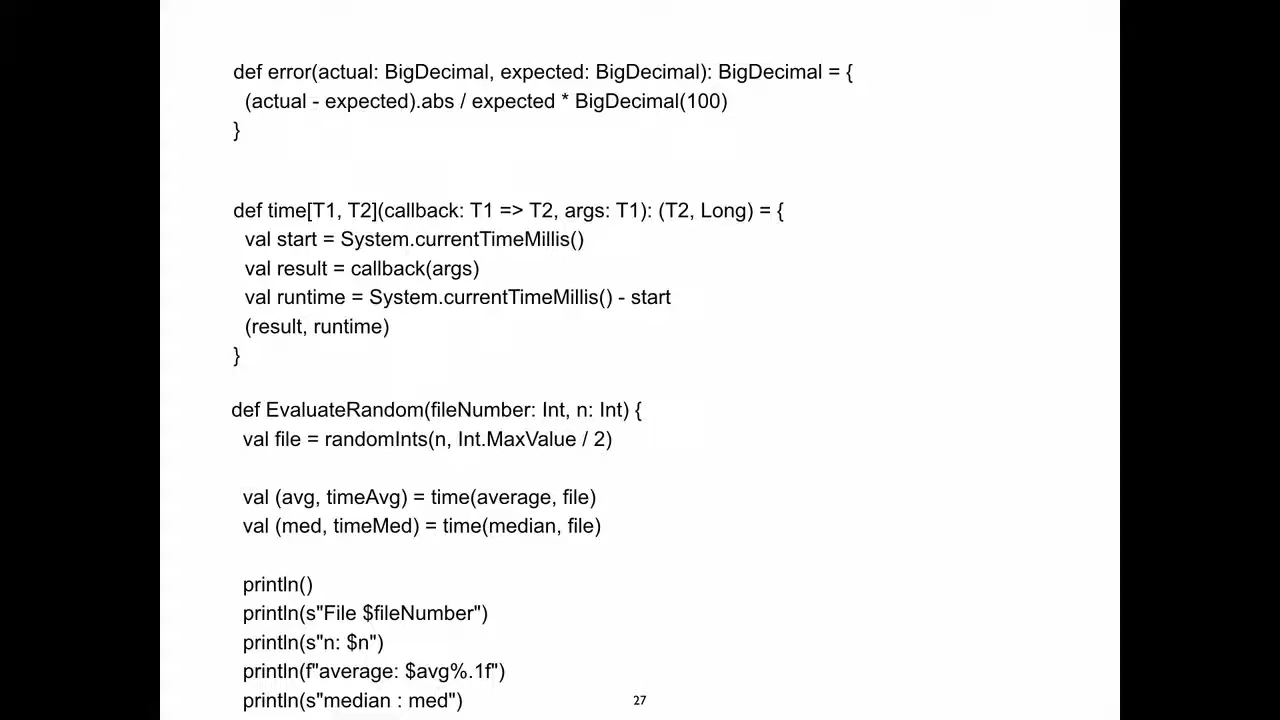 def error(actual: BigDecimal, expected: BigDecimal): BigDecimal = {
(actual - expected).abs / expected * BigDecimal(100)
}
def time[T1, T2](callback: T1 => T2, args: T1): (T2, Long) = {
val start = System.currentTimeMillis()
val result = callback(args)
val runtime = System.currentTimeMillis() - start
(result, runtime)
}
def EvaluateRandom(fileNumber: Int, n: Int) {
val file = randomInts(n, Int.MaxValue / 2)
val (avg, timeAvg) = time(average, file)
val (med, timeMed) = time(median, file)
println()
println(s"File $fileNumber")
println(s"n: $n")
println(f"average: $avg%.1f")
println(s"median : med")
27